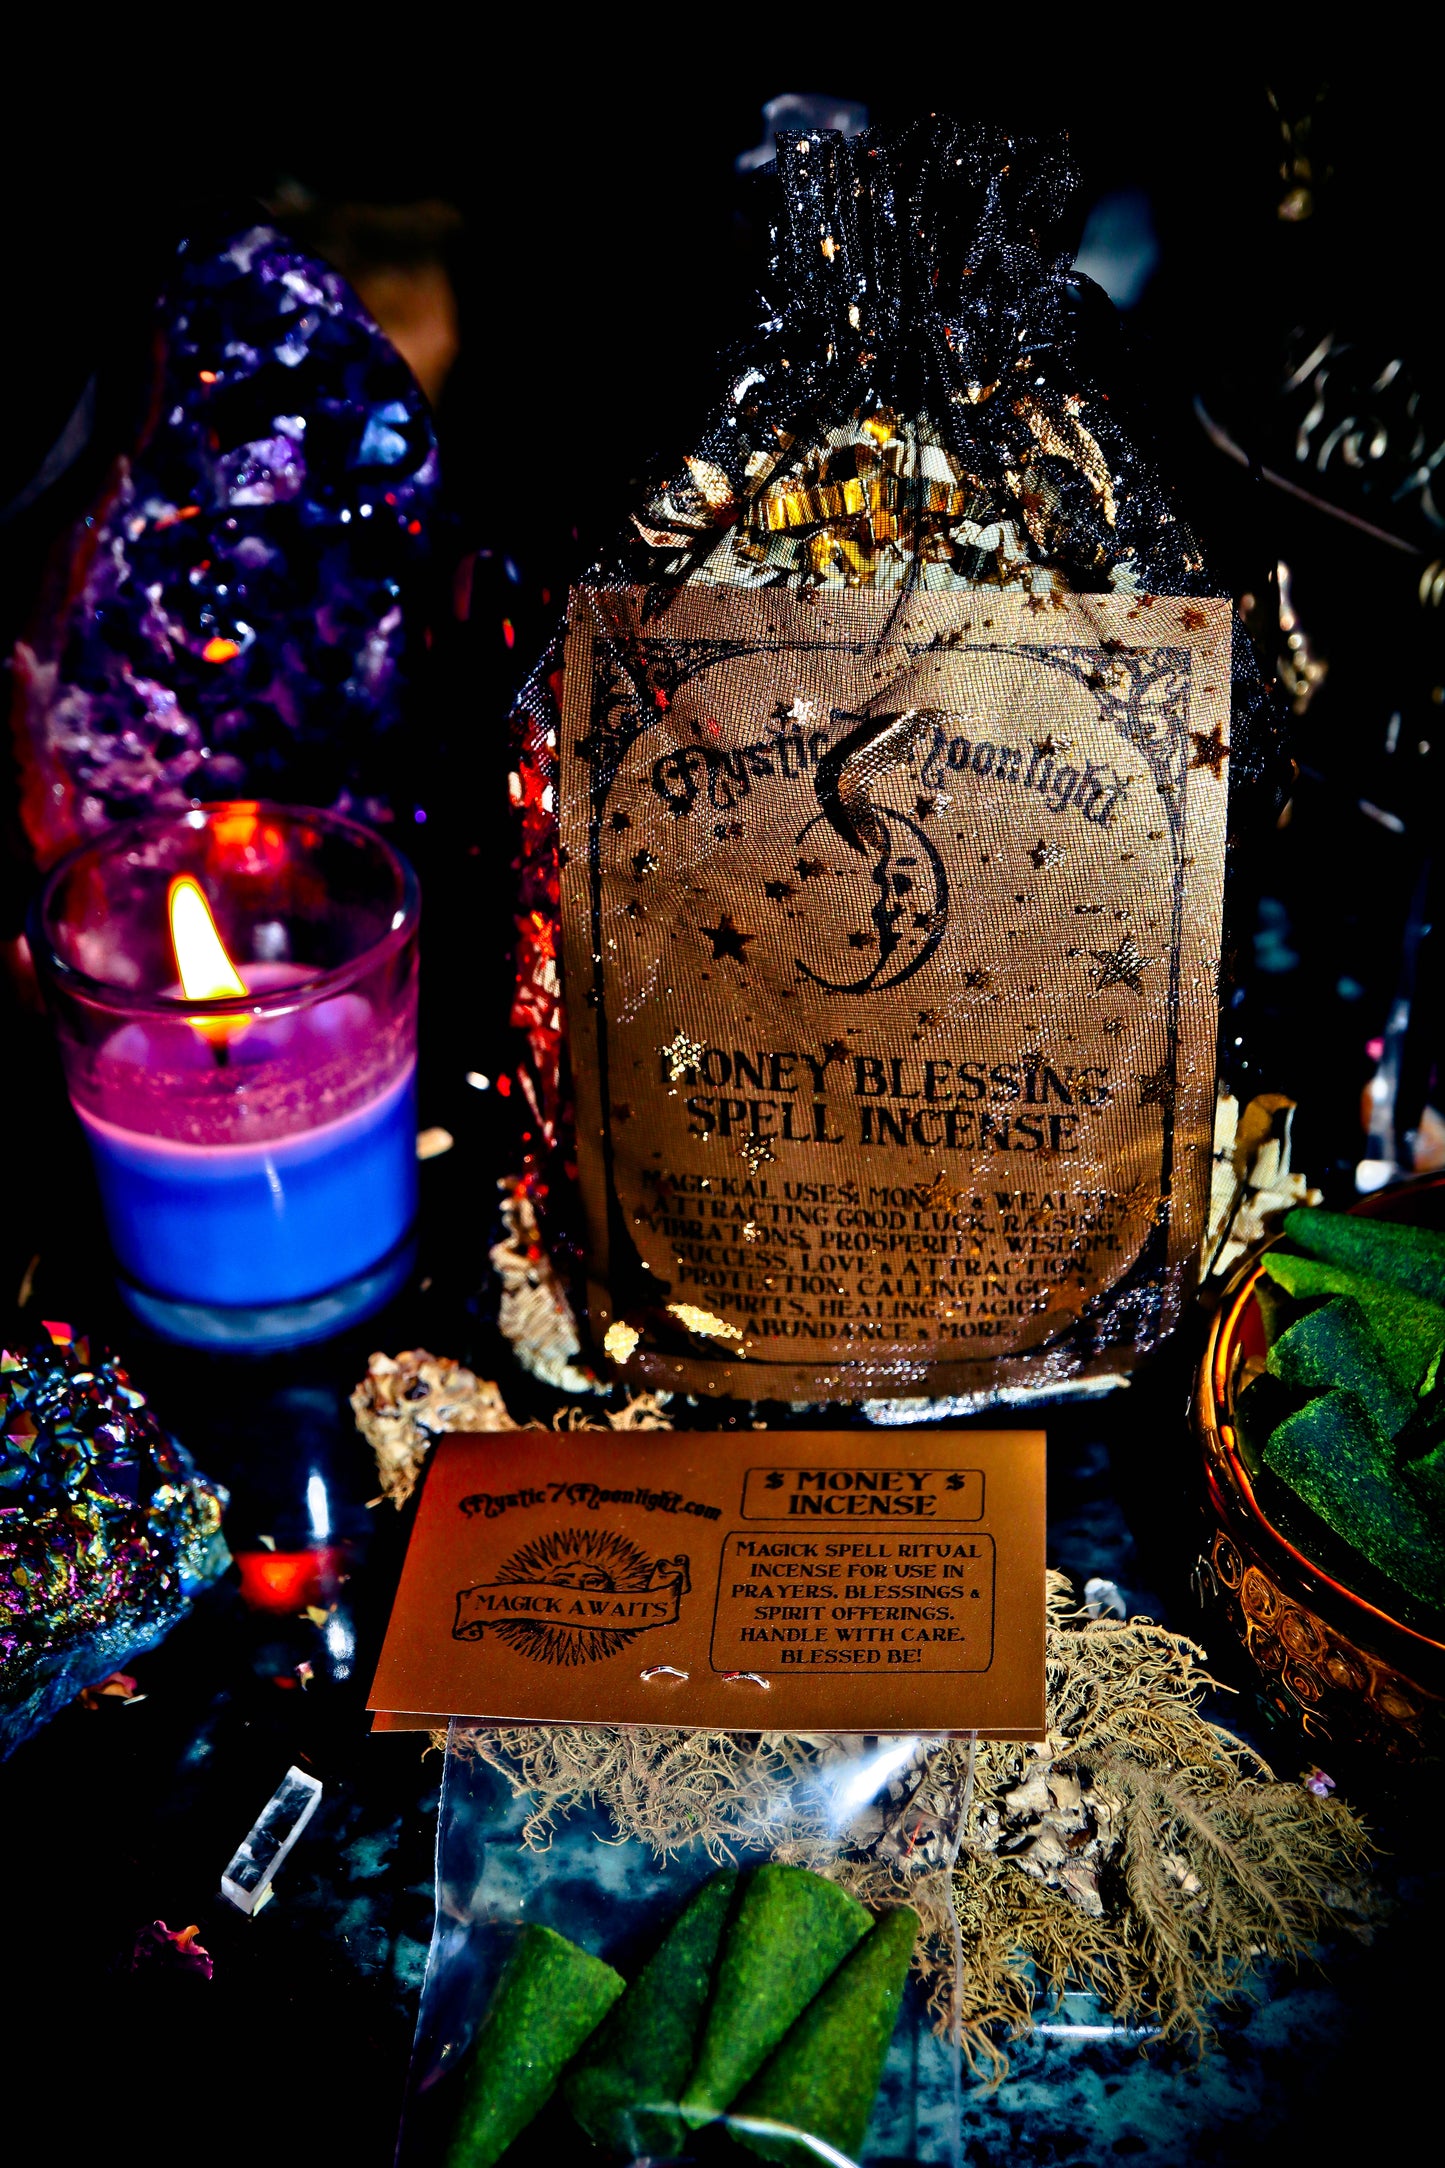 Mystic 7 Moonlight
MONEY BLESSING
SPELL INCENSE
MAGICKAL USES: MONEY & WEALTH,
ATTRACTING GOOD LUCK, RAISING
VIBRATIONS, PROSPERITY, WISDOM,
SUCCESS, LOVE & ATTRACTION,
PROTECTION, CALLING IN GOOD
SPIRITS, HEALING, MAGICK
ABUNDANCE & MORE.
Mystic7Moonlight.com
MAGICK AWAITS
$ MONEY $
INCENSE
MAGICK SPELL RITUAL
INCENSE FOR USE IN
PRAYERS, BLESSINGS &
SPIRIT OFFERINGS.
HANDLE WITH CARE.
BLESSED BE!